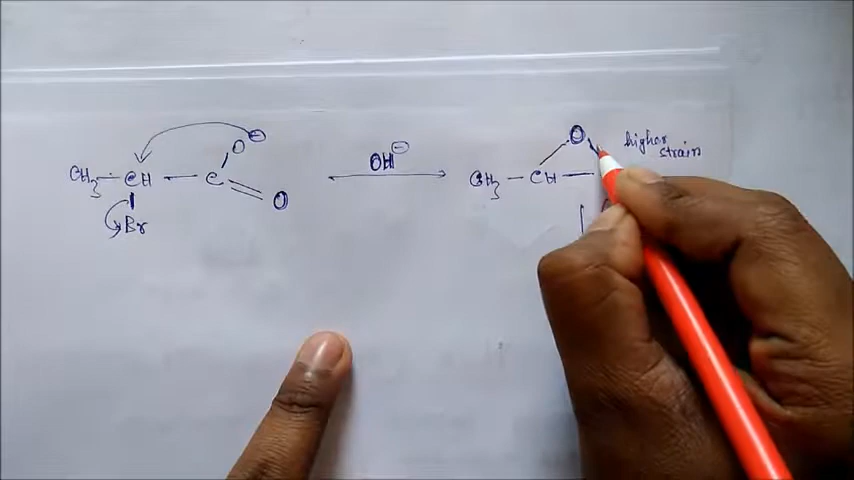 O⊖
CH3 — CH — C = O
Br
OH⊖
O
CH3 — CH —
higher
strain